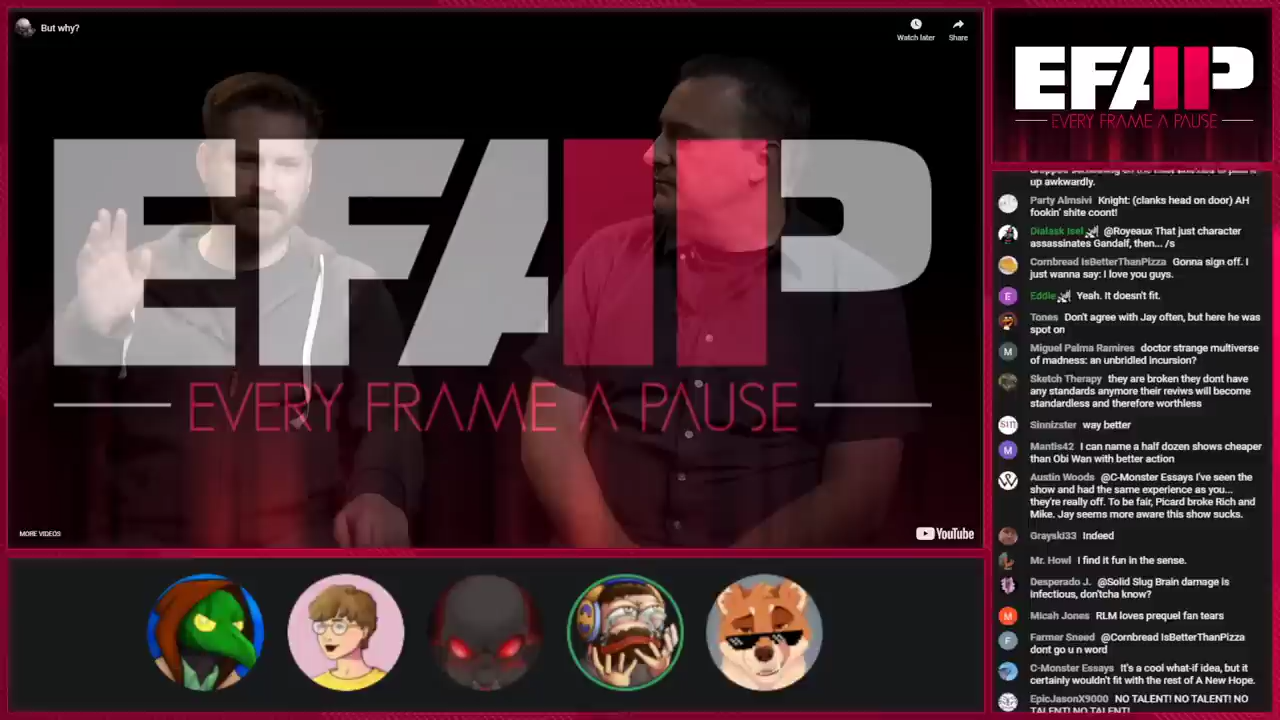 But why?
Watch later
Share
EFAP
EVERY FRAME A PAUSE
MORE VIDEOS
YouTube
EFAP
EVERY FRAME A PAUSE
up awkwardly.
Party Almsivi Knight: (clanks head on door) AH
fookin' shite coont!
Dialask Isel @Royeaux That just character
assassinates Gandalf, then... /s
Cornbread IsBetterThanPizza Gonna sign off. I
just wanna say: I love you guys.
E
Eddie Yeah. It doesn't fit.
Tones Don't agree with Jay often, but here he was
spot on
M
Miguel Palma Ramires doctor strange multiverse
of madness: an unbridled incursion?
Sketch Therapy they are broken they dont have
any standards anymore their reviws will become
standardless and therefore worthless
Sinnizster way better
M
Mantis42 I can name a half dozen shows cheaper
than Obi Wan with better action
Austin Woods @C-Monster Essays I've seen the
show and had the same experience as you...
they're really off. To be fair, Picard broke Rich and
Mike. Jay seems more aware this show sucks.
Grayski33 Indeed
Mr. Howl I find it fun in the sense.
Desperado J. @Solid Slug Brain damage is
infectious, don'tcha know?
M
Micah Jones RLM loves prequel fan tears
F
Farmer Sneed @Cornbread IsBetterThanPizza
dont go u n word
C-Monster Essays It's a cool what-if idea, but it
certainly wouldn't fit with the rest of A New Hope.
EpicJasonX9000 NO TALENT! NO TALENT! NO
TALENT! NO TALENT!